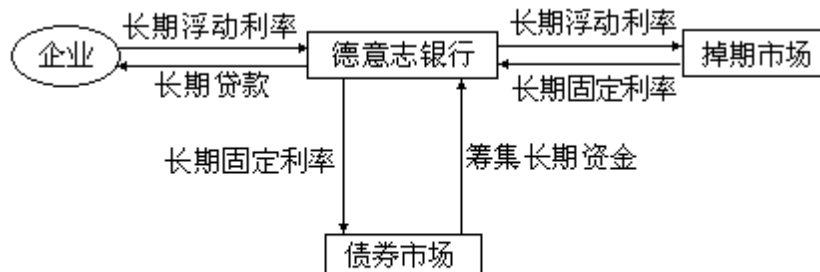 长期浮动利率
长期浮动利率
企业
德意志银行
掉期市场
长期贷款
长期固定利率
长期固定利率
筹集长期资金
债券市场